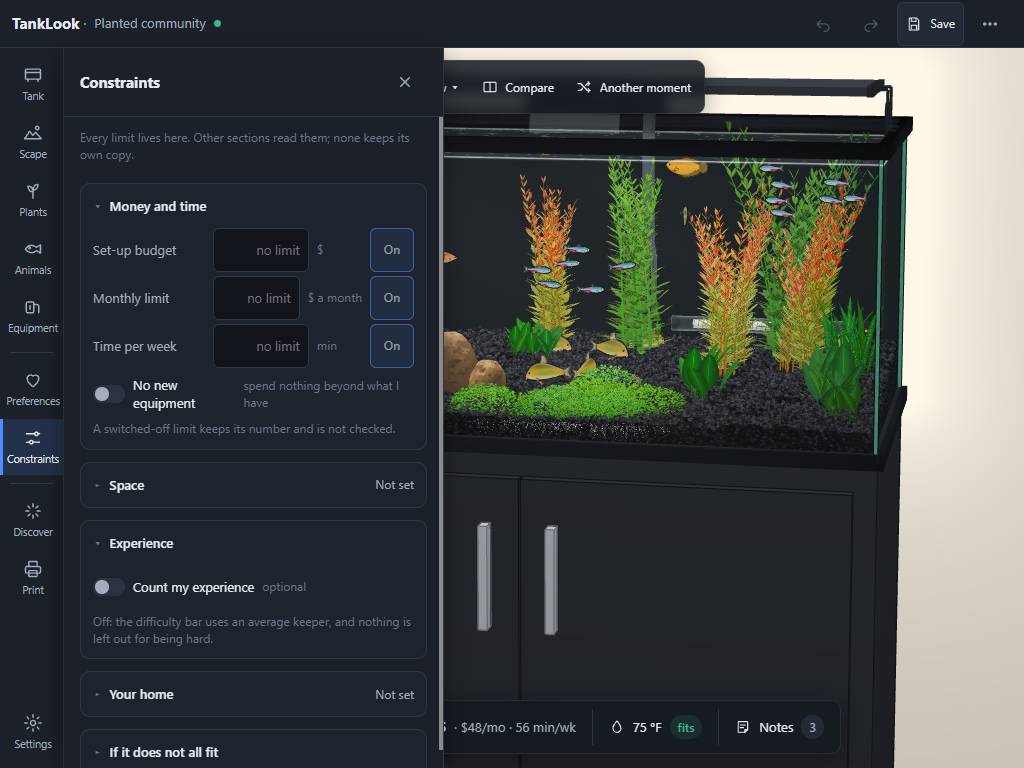 TankLook · Planted community
Save
Tank
Scape
Plants
Animals
Equipment
Preferences
Constraints
Discover
Print
Settings
Constraints
Every limit lives here. Other sections read them; none keeps its
own copy.
Money and time
Set-up budget no limit $ On
Monthly limit no limit $ a month On
Time per week no limit min On
No new
equipment
spend nothing beyond what I
have
A switched-off limit keeps its number and is not checked.
Space Not set
Experience
Count my experience optional
Off: the difficulty bar uses an average keeper, and nothing is
left out for being hard.
Your home Not set
If it does not all fit
Compare
Another moment
· $48/mo · 56 min/wk
75 °F fits
Notes 3